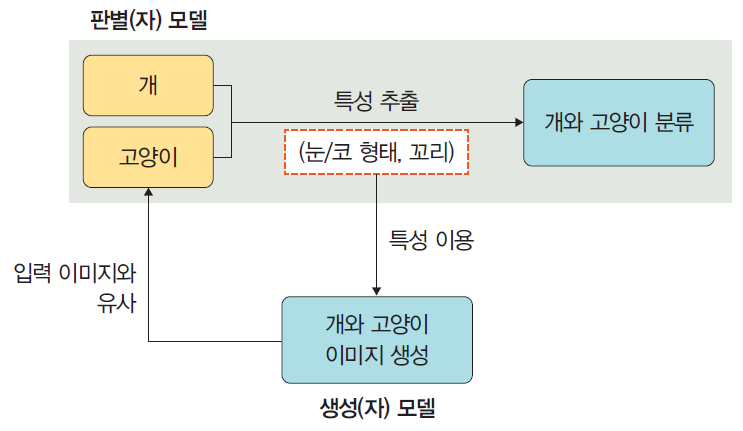 판별(자) 모델
개
고양이
특성 추출
(눈/코 형태, 꼬리)
개와 고양이 분류
특성 이용
입력 이미지와
유사
개와 고양이
이미지 생성
생성(자) 모델